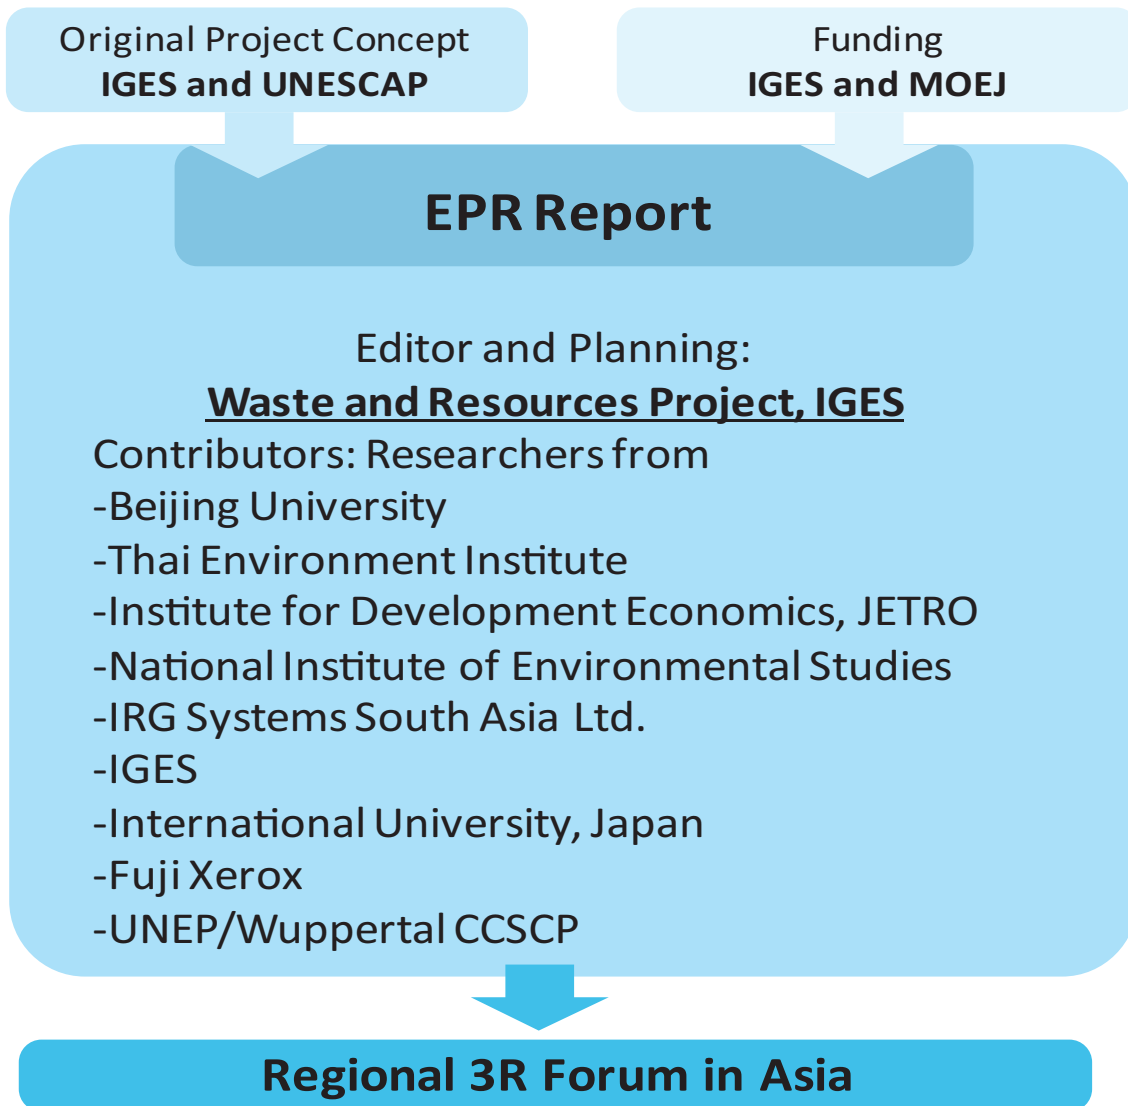 Original Project Concept
IGES and UNESCAP
Funding
IGES and MOEJ
EPR Report
Editor and Planning:
Waste and Resources Project, IGES
Contributors: Researchers from
-Beijing University
-Thai Environment Institute
-Institute for Development Economics, JETRO
-National Institute of Environmental Studies
-IRG Systems South Asia Ltd.
-IGES
-International University, Japan
-Fuji Xerox
-UNEP/Wuppertal CCSCP
Regional 3R Forum in Asia